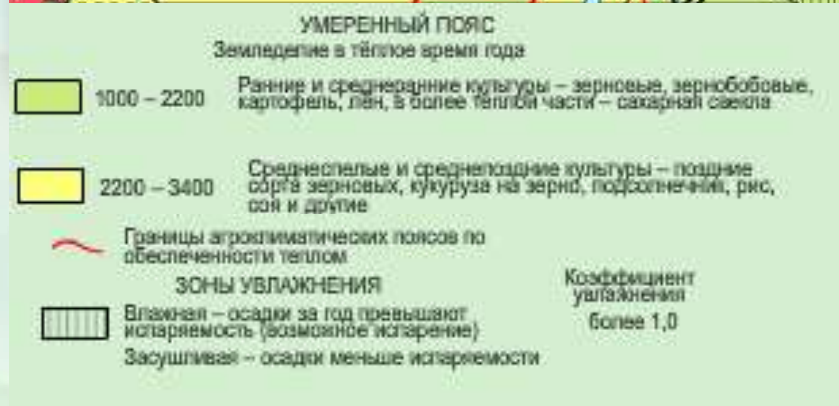 УМЕРЕННЫЙ ПОЯС
Земледелие в тёплое время года
1000 – 2200
Ранние и среднеранние культуры – зерновые, зернобобовые,
картофель, лён, в более тёплой части – сахарная свекла
2200 – 3400
Среднеспелые и среднепоздние культуры – поздние
сорта зерновых, кукуруза на зерно, подсолнечник, рис,
соя и другие
Границы агроклиматических поясов по
обеспеченности теплом
ЗОНЫ УВЛАЖНЕНИЯ
Коэффициент
увлажнения
Влажная – осадки за год превышают
испаряемость (возможное испарение)
более 1,0
Засушливая – осадки меньше испаряемости